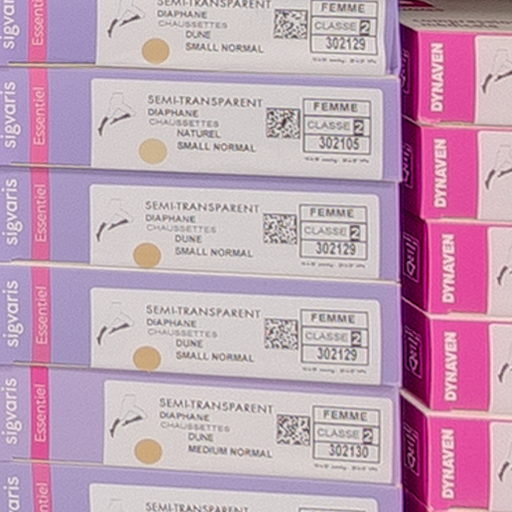 sigvaris
Essentiel
SEMI-TRANSPARENT
DIAPHANE
CHAUSSETTES
DUNE
SMALL NORMAL
FEMME
CLASSE 2
302129
sigvaris
Essentiel
SEMI-TRANSPARENT
DIAPHANE
CHAUSSETTES
NATUREL
SMALL NORMAL
FEMME
CLASSE 2
302105
sigvaris
Essentiel
SEMI-TRANSPARENT
DIAPHANE
CHAUSSETTES
DUNE
SMALL NORMAL
FEMME
CLASSE 2
302129
sigvaris
Essentiel
SEMI-TRANSPARENT
DIAPHANE
CHAUSSETTES
DUNE
SMALL NORMAL
FEMME
CLASSE 2
302129
sigvaris
Essentiel
SEMI-TRANSPARENT
DIAPHANE
CHAUSSETTES
DUNE
MEDIUM NORMAL
FEMME
CLASSE 2
302130
sigvaris
Essentiel
SEMI-TRANSPARENT
DYNAVEN
DYNAVEN
DYNAVEN
DYNAVEN
DYNAVEN